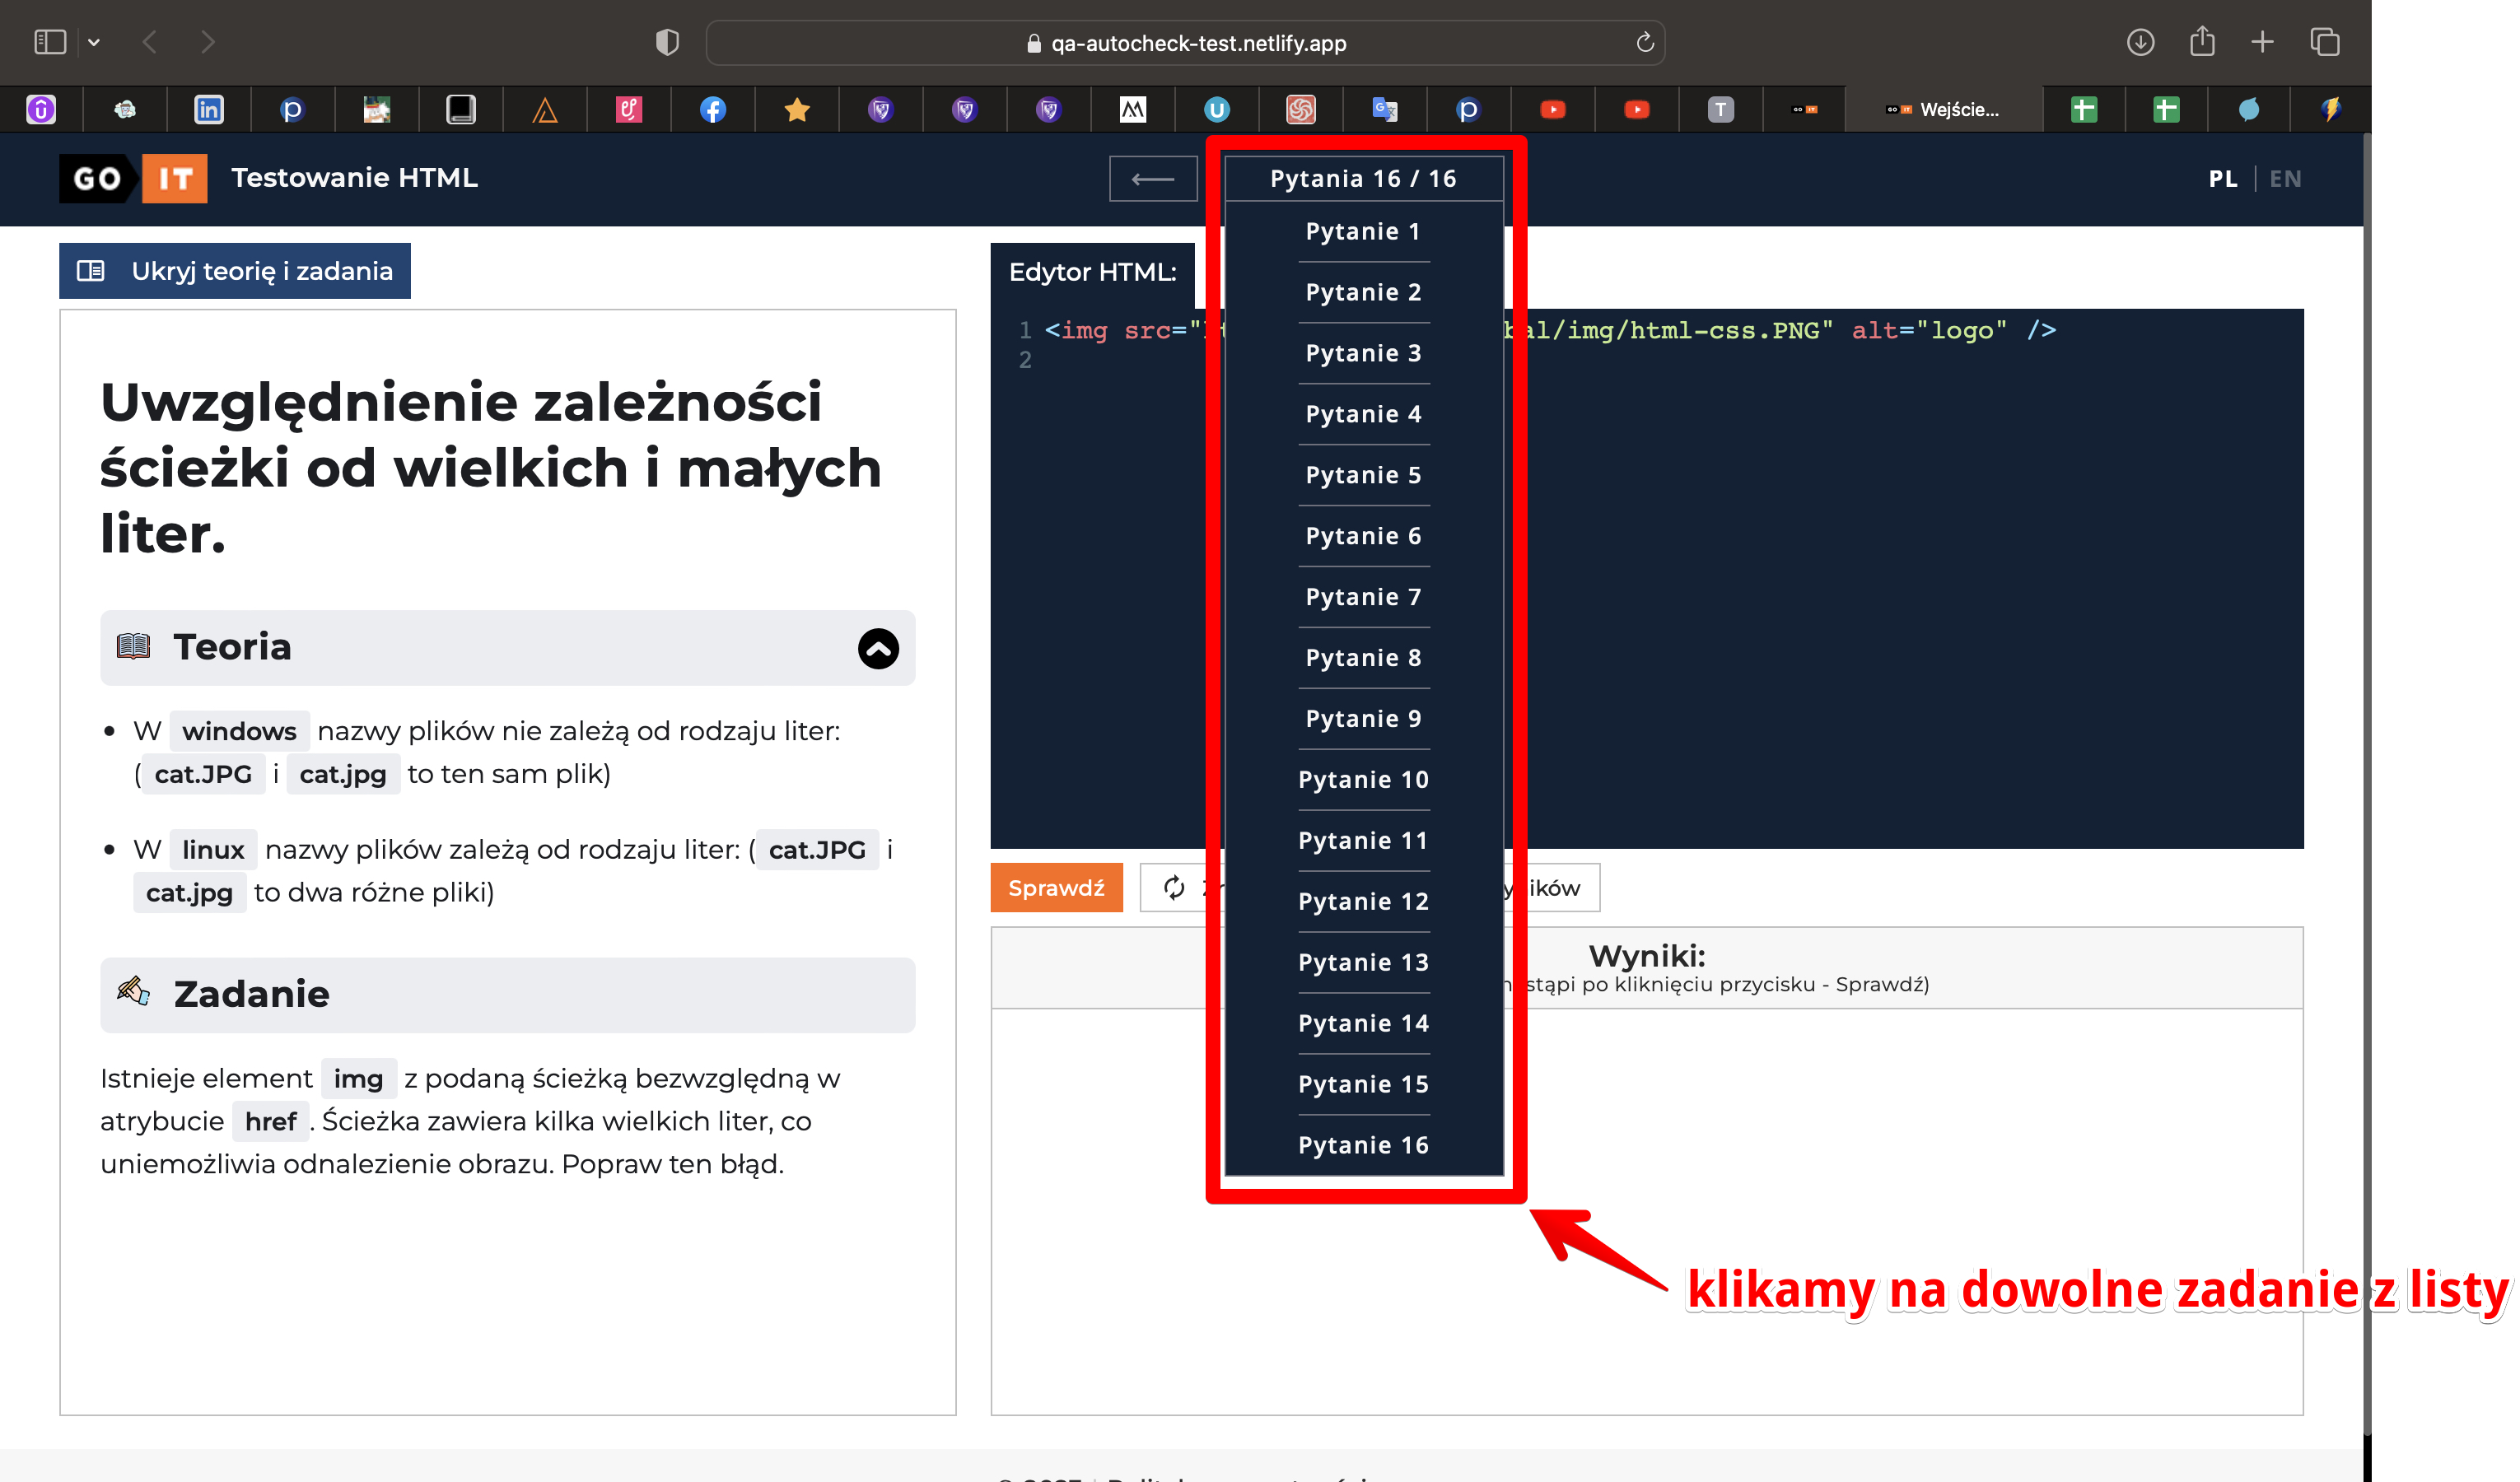 qa-autocheck-test.netlify.app
Wejście...
GO IT
Testowanie HTML
Pytania 16 / 16
PL | EN
Ukryj teorię i zadania
Uwzględnienie zależności
ścieżki od wielkich i małych
liter.
Teoria
W windows nazwy plików nie zależą od rodzaju liter:
( cat.JPG i cat.jpg to ten sam plik)
W linux nazwy plików zależą od rodzaju liter: ( cat.JPG i
cat.jpg to dwa różne pliki)
Zadanie
Istnieje element img z podaną ścieżką bezwzględną w
atrybucie href . Ścieżka zawiera kilka wielkich liter, co
uniemożliwia odnalezienie obrazu. Popraw ten błąd.
Edytor HTML:
1 <img src=" bal/img/html-css.PNG" alt="logo" />
2
Pytanie 1
Pytanie 2
Pytanie 3
Pytanie 4
Pytanie 5
Pytanie 6
Pytanie 7
Pytanie 8
Pytanie 9
Pytanie 10
Pytanie 11
Pytanie 12
Pytanie 13
Pytanie 14
Pytanie 15
Pytanie 16
Sprawdź
ików
Wyniki:
stąpi po kliknięciu przycisku - Sprawdź)
klikamy na dowolne zadanie z listy